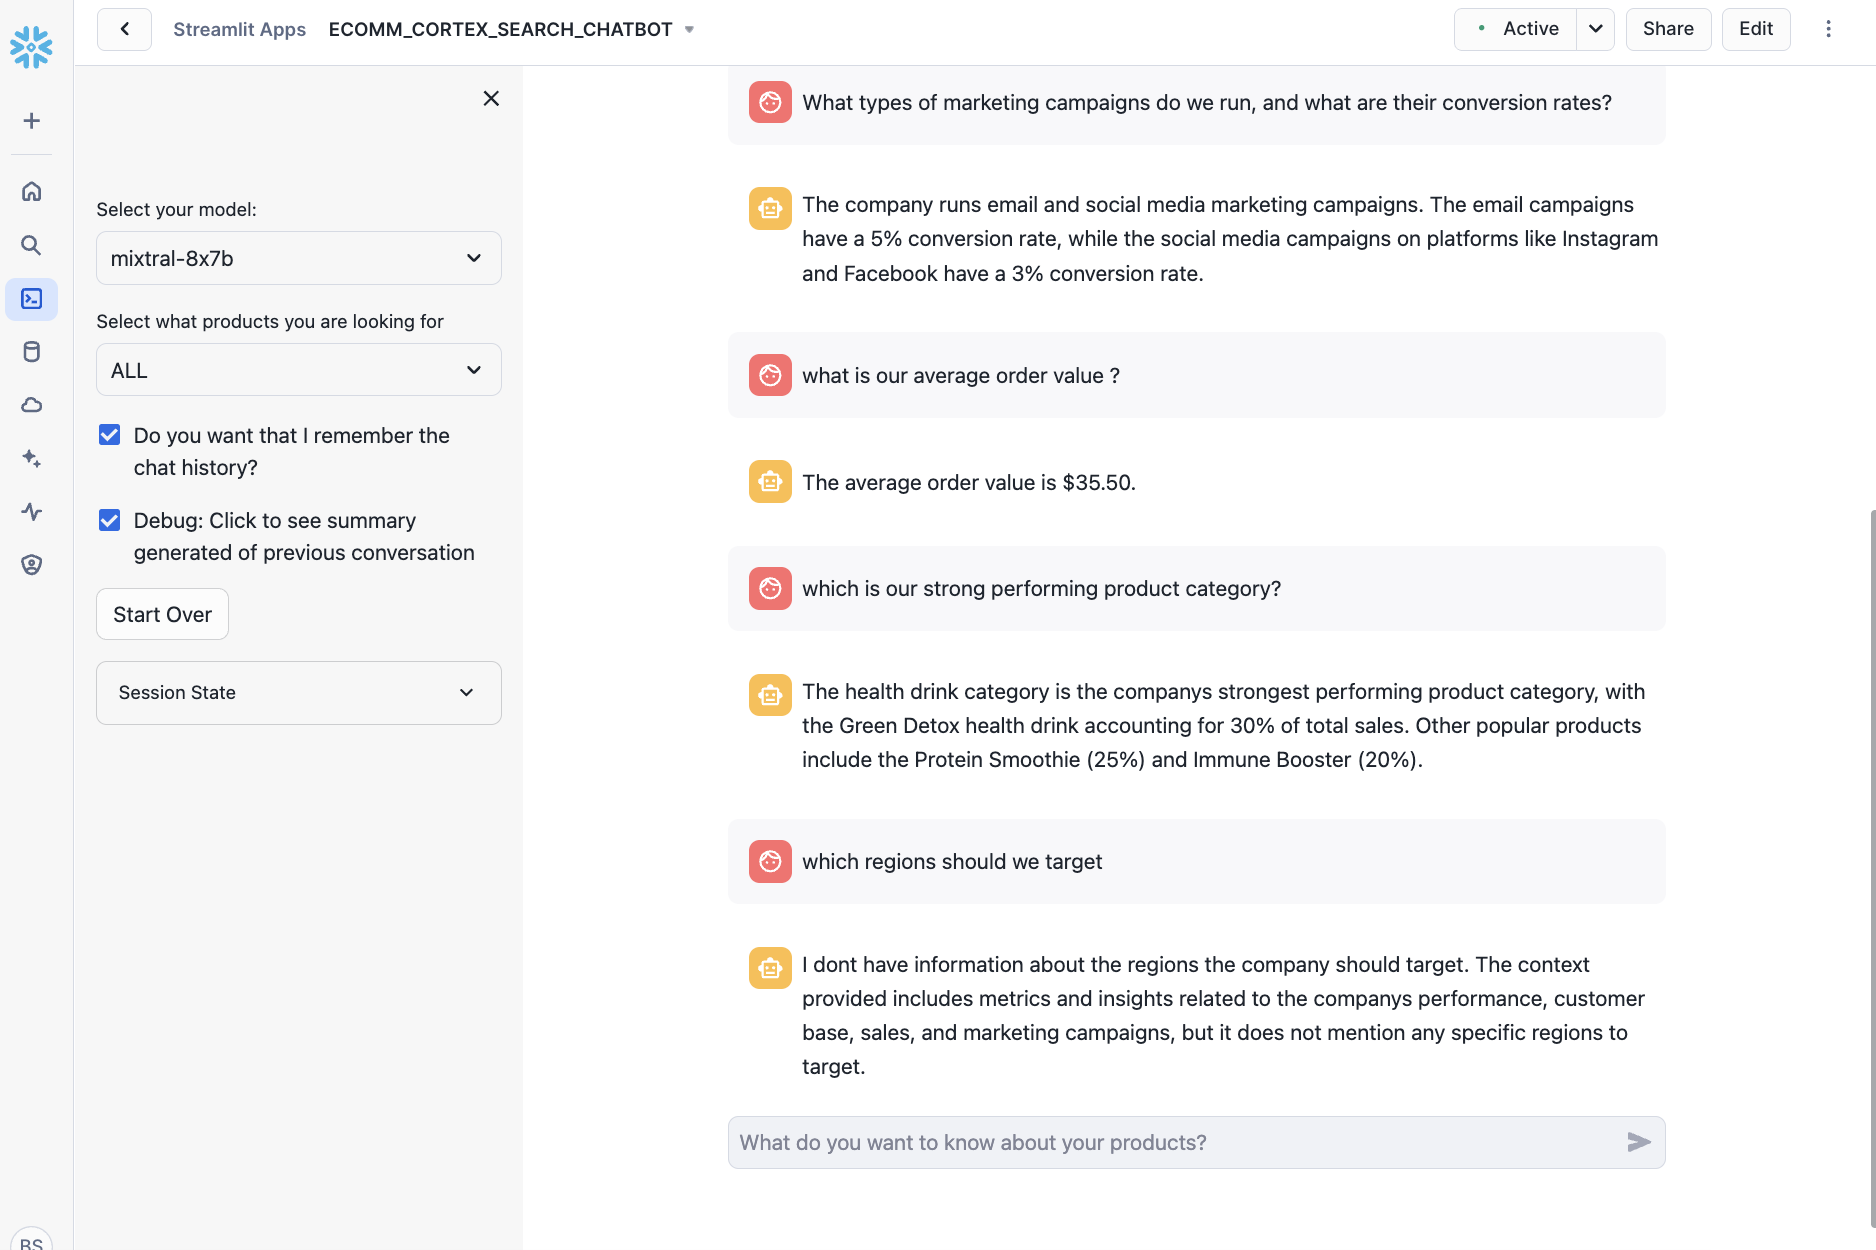 Streamlit Apps
ECOMM_CORTEX_SEARCH_CHATBOT
Active
Share
Edit
Select your model:
mixtral-8x7b
Select what products you are looking for
ALL
Do you want that I remember the
chat history?
Debug: Click to see summary
generated of previous conversation
Start Over
Session State
BS
What types of marketing campaigns do we run, and what are their conversion rates?
The company runs email and social media marketing campaigns. The email campaigns
have a 5% conversion rate, while the social media campaigns on platforms like Instagram
and Facebook have a 3% conversion rate.
what is our average order value ?
The average order value is $35.50.
which is our strong performing product category?
The health drink category is the companys strongest performing product category, with
the Green Detox health drink accounting for 30% of total sales. Other popular products
include the Protein Smoothie (25%) and Immune Booster (20%).
which regions should we target
I dont have information about the regions the company should target. The context
provided includes metrics and insights related to the companys performance, customer
base, sales, and marketing campaigns, but it does not mention any specific regions to
target.
What do you want to know about your products?